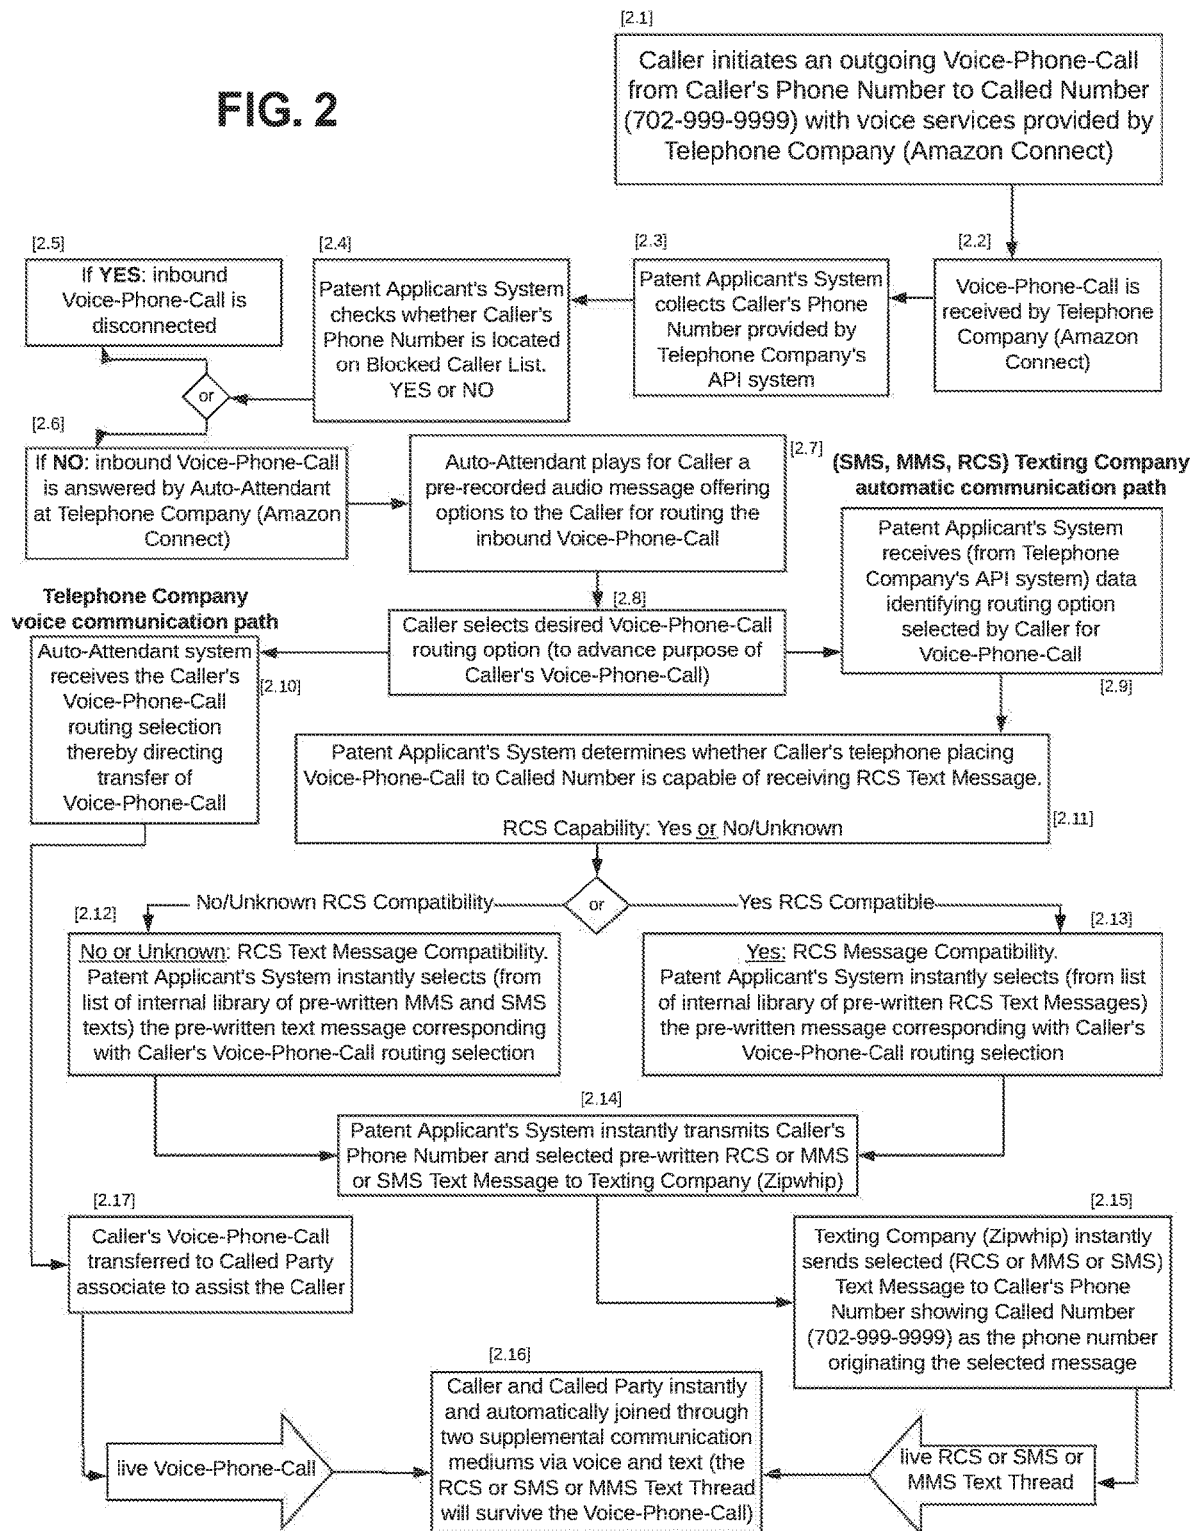 [2.1]
FIG. 2
Caller initiates an outgoing Voice-Phone-Call
from Caller's Phone Number to Called Number
(702-999-9999) with voice services provided by
Telephone Company (Amazon Connect)
[2.2]
Voice-Phone-Call is
received by Telephone
Company (Amazon
Connect)
[2.3]
Patent Applicant's System
collects Caller's Phone
Number provided by
Telephone Company's
API system
[2.4]
Patent Applicant's System
checks whether Caller's
Phone Number is located
on Blocked Caller List.
YES or NO
[2.5]
If YES: inbound
Voice-Phone-Call is
disconnected
or
[2.6]
If NO: inbound Voice-Phone-Call
is answered by Auto-Attendant
at Telephone Company (Amazon
Connect)
[2.7]
Auto-Attendant plays for Caller a
pre-recorded audio message offering
options to the Caller for routing the
inbound Voice-Phone-Call
[2.8]
Caller selects desired Voice-Phone-Call
routing option (to advance purpose of
Caller's Voice-Phone-Call)
(SMS, MMS, RCS) Texting Company
automatic communication path
Patent Applicant's System
receives (from Telephone
Company's API system) data
identifying routing option
selected by Caller for
Voice-Phone-Call
[2.9]
Telephone Company
voice communication path
Auto-Attendant system
receives the Caller's
Voice-Phone-Call
routing selection
thereby directing
transfer of
Voice-Phone-Call
[2.10]
Patent Applicant's System determines whether Caller's telephone placing
Voice-Phone-Call to Called Number is capable of receiving RCS Text Message.
RCS Capability: Yes or No/Unknown
[2.11]
No/Unknown RCS Compatibility
or
Yes RCS Compatible
[2.12]
No or Unknown: RCS Text Message Compatibility.
Patent Applicant's System instantly selects (from
list of internal library of pre-written MMS and SMS
texts) the pre-written text message corresponding
with Caller's Voice-Phone-Call routing selection
[2.13]
Yes: RCS Message Compatibility.
Patent Applicant's System instantly selects (from list
of internal library of pre-written RCS Text Messages)
the pre-written message corresponding with Caller's
Voice-Phone-Call routing selection
[2.14]
Patent Applicant's System instantly transmits Caller's
Phone Number and selected pre-written RCS or MMS
or SMS Text Message to Texting Company (Zipwhip)
[2.17]
Caller's Voice-Phone-Call
transferred to Called Party
associate to assist the Caller
[2.15]
Texting Company (Zipwhip) instantly
sends selected (RCS or MMS or SMS)
Text Message to Caller's Phone
Number showing Called Number
(702-999-9999) as the phone number
originating the selected message
[2.16]
Caller and Called Party instantly
and automatically joined through
two supplemental communication
mediums via voice and text (the
RCS or SMS or MMS Text Thread
will survive the Voice-Phone-Call)
live Voice-Phone-Call
live RCS or SMS or
MMS Text Thread